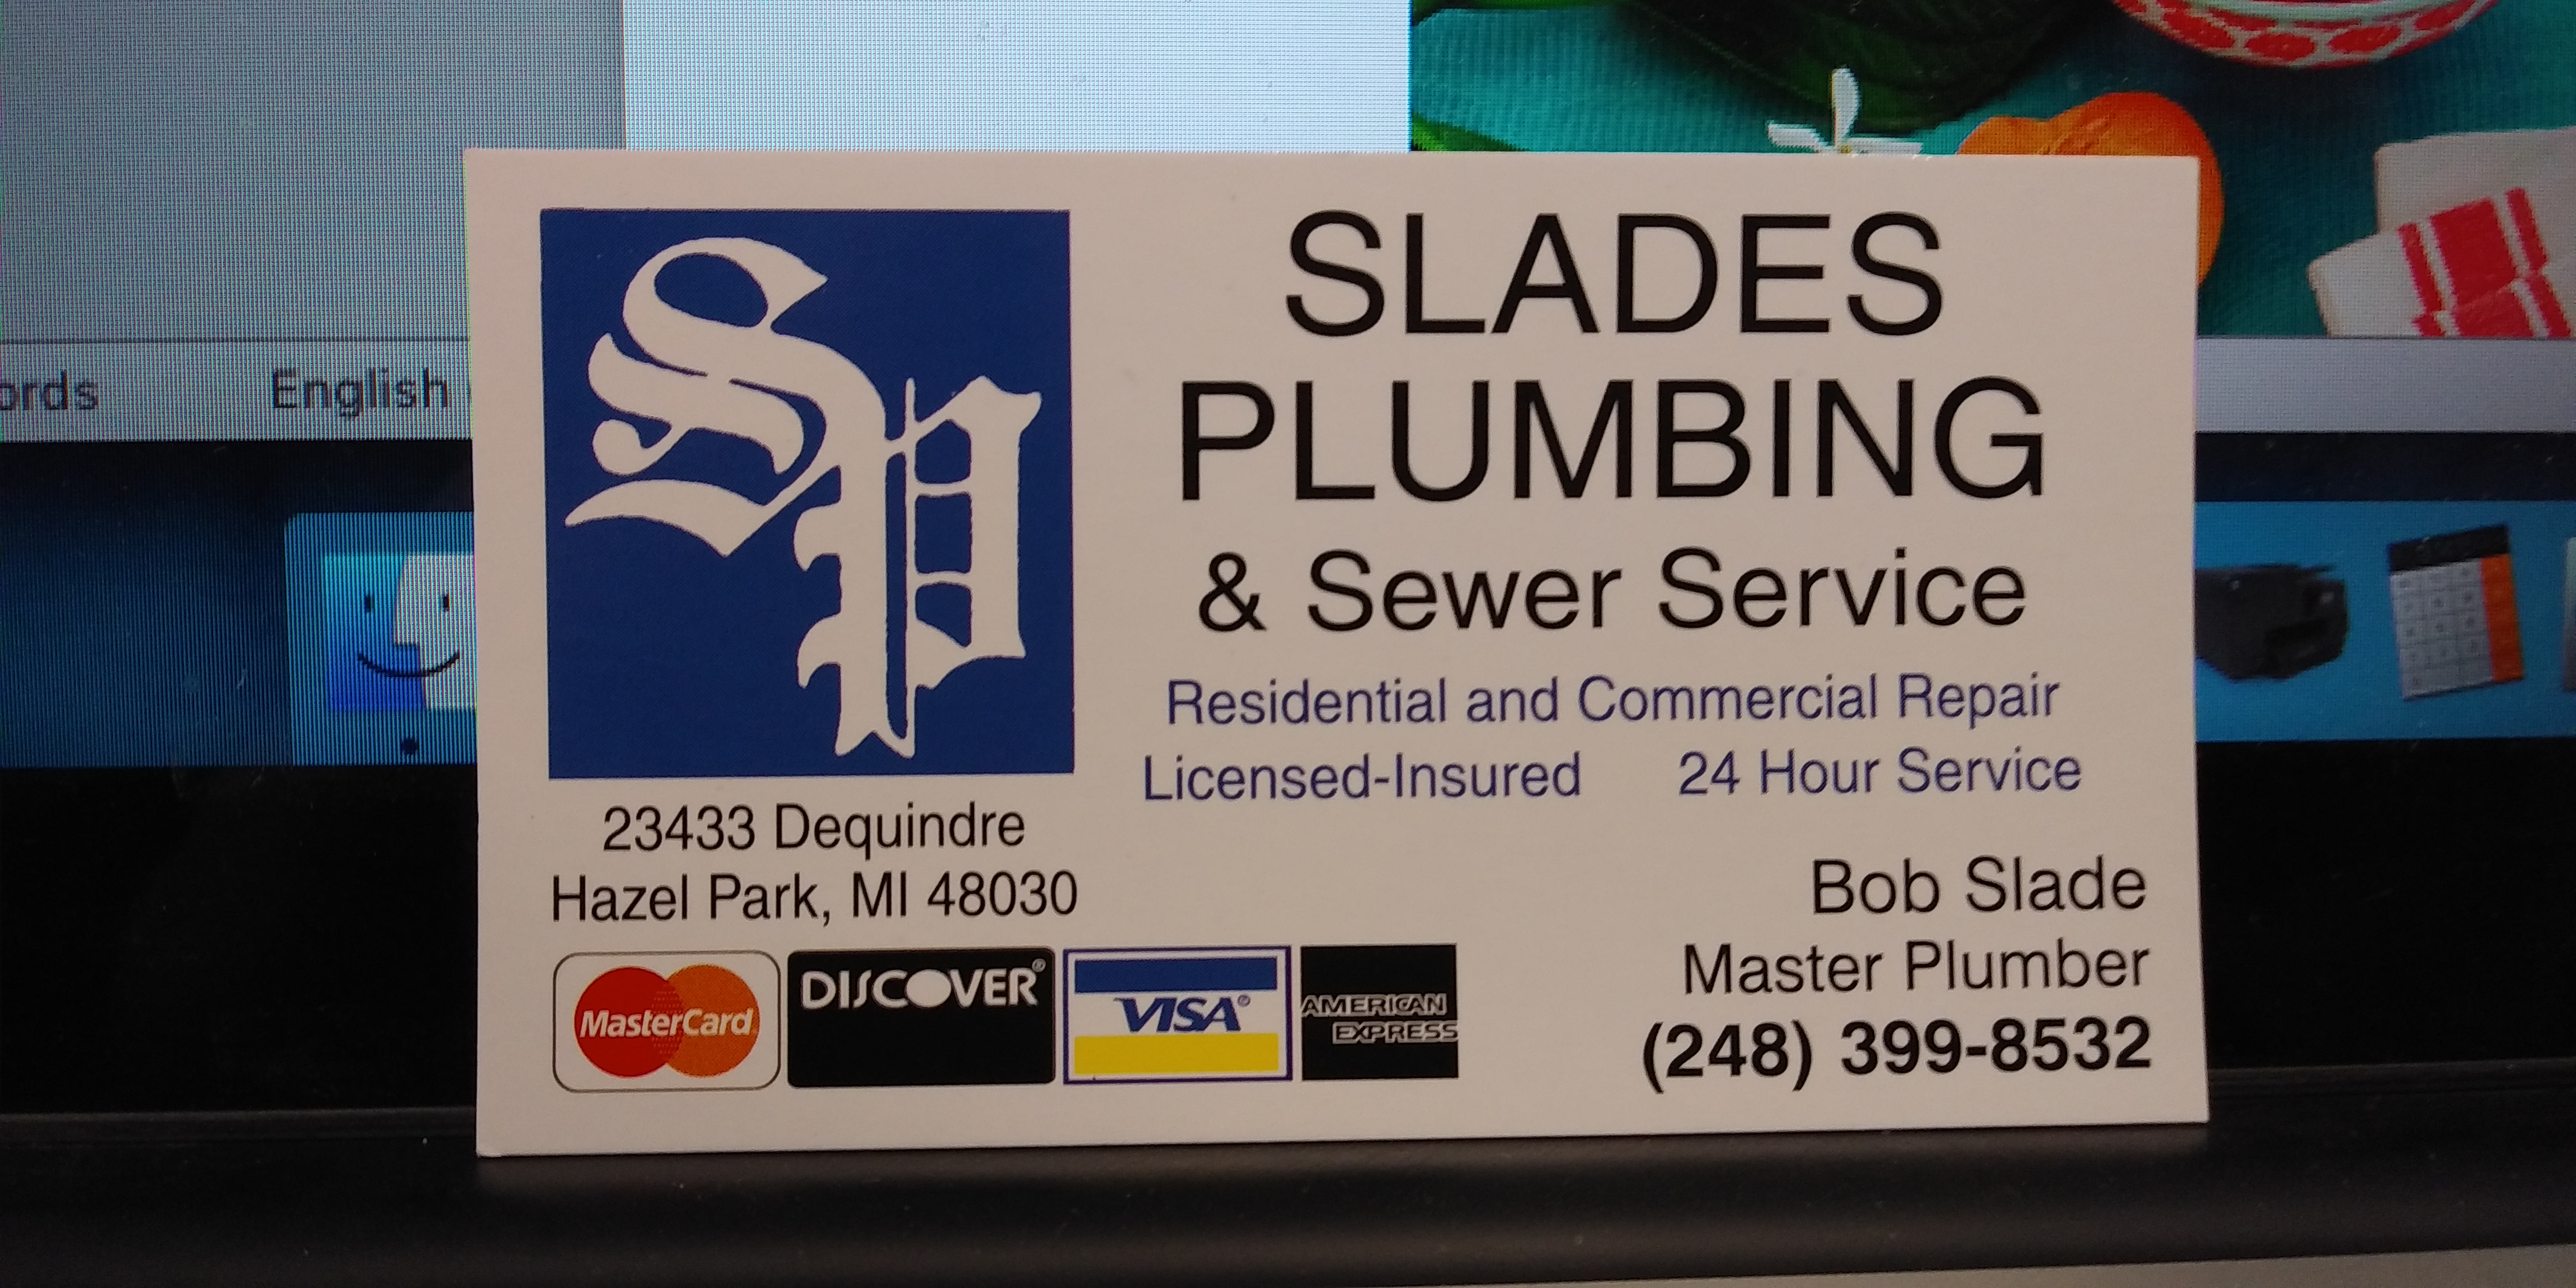 ords English
SP
SLADES
PLUMBING
& Sewer Service
Residential and Commercial Repair
Licensed-Insured 24 Hour Service
23433 Dequindre
Hazel Park, MI 48030
MasterCard
DISCOVER®
VISA®
AMERICAN
EXPRESS
Bob Slade
Master Plumber
(248) 399-8532